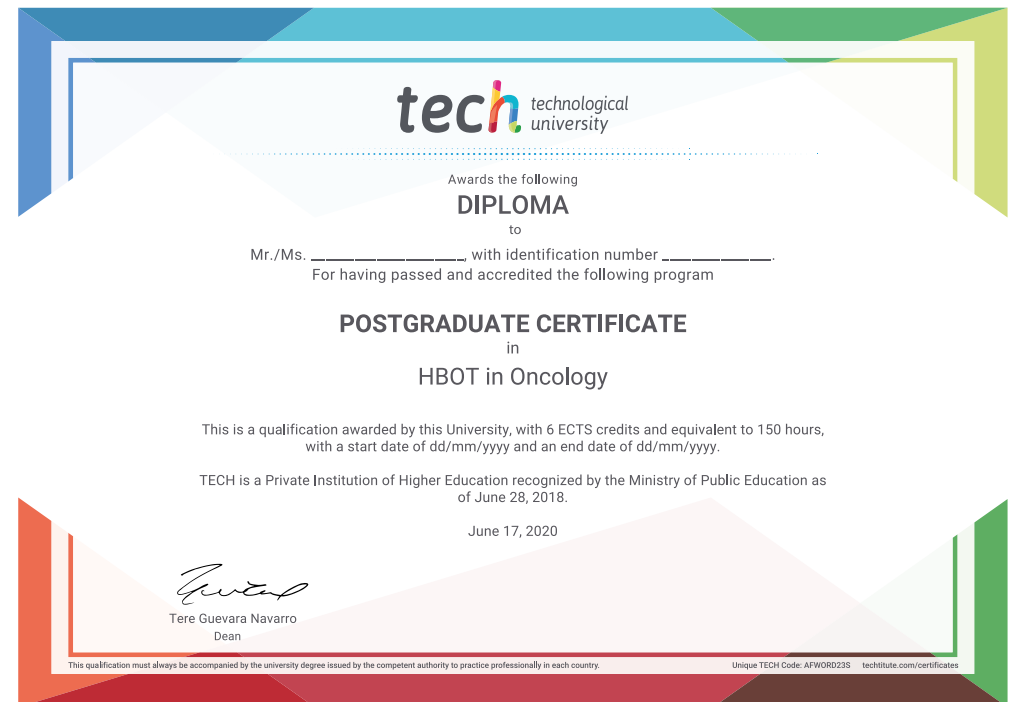 tech technological
university
Awards the following
DIPLOMA
to
Mr./Ms. ____________________, with identification number ______________.
For having passed and accredited the following program
POSTGRADUATE CERTIFICATE
in
HBOT in Oncology
This is a qualification awarded by this University, with 6 ECTS credits and equivalent to 150 hours,
with a start date of dd/mm/yyyy and an end date of dd/mm/yyyy.
TECH is a Private Institution of Higher Education recognized by the Ministry of Public Education as
of June 28, 2018.
June 17, 2020
Tere Guevara Navarro
Dean
This qualification must always be accompanied by the university degree issued by the competent authority to practice professionally in each country. Unique TECH Code: AFWORD23S techtitute.com/certificates